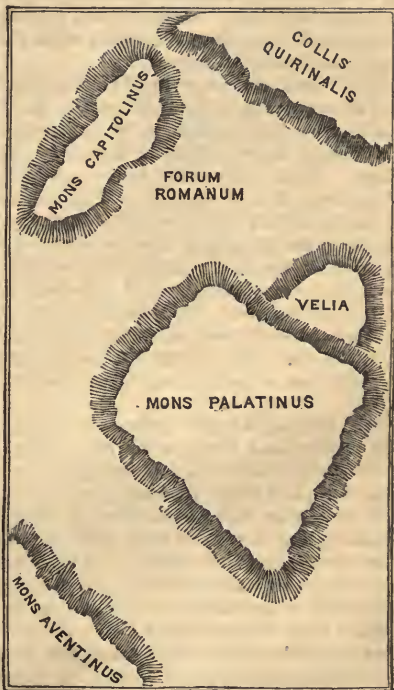 COLLIS
QUIRINALIS
MONS CAPITOLINUS
FORUM
ROMANUM
VELIA
MONS PALATINUS
MONS AVENTINUS